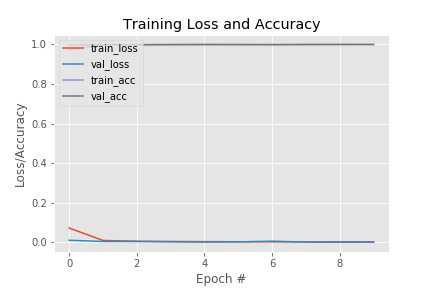 Training Loss and Accuracy
1.0
0.8
0.6
0.4
0.2
0.0
Loss/Accuracy
train_loss
val_loss
train_acc
val_acc
0 2 4 6 8
Epoch #